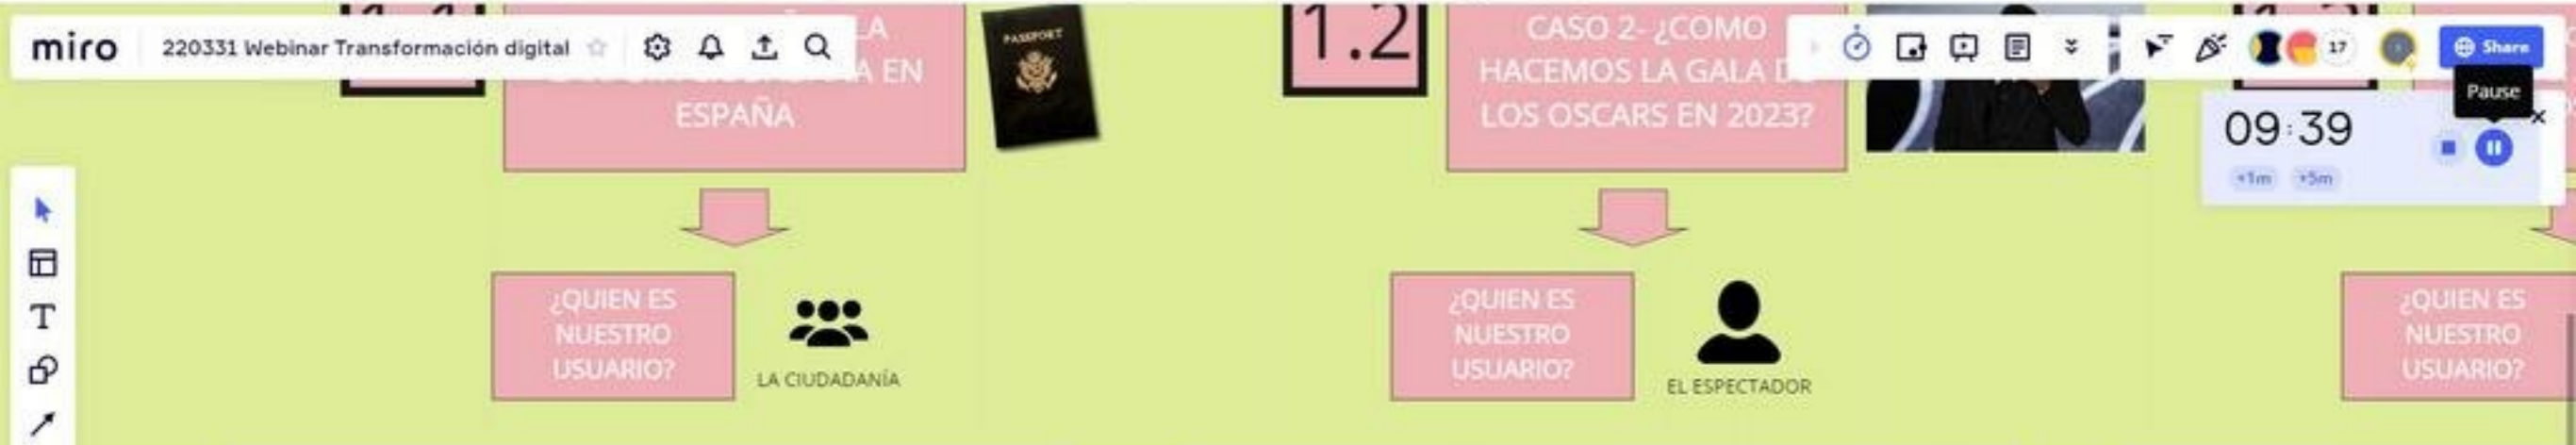 miro
220331 Webinar Transformación digital
LA
EN
ESPAÑA
PASSPORT
1.2
CASO 2- ¿COMO
HACEMOS LA GALA
LOS OSCARS EN 2023?
17
Share
Pause
09:39
+1m
+5m
¿QUIEN ES
NUESTRO
USUARIO?
LA CIUDADANÍA
¿QUIEN ES
NUESTRO
USUARIO?
EL ESPECTADOR
¿QUIEN ES
NUESTRO
USUARIO?